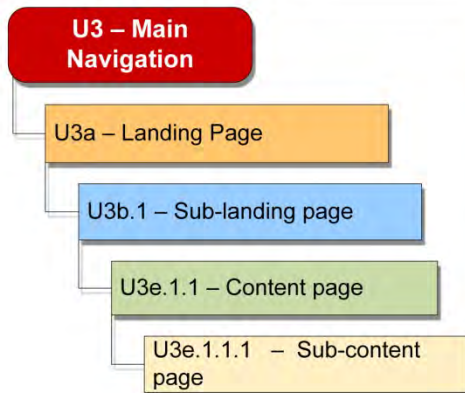 U3 – Main
Navigation
U3a – Landing Page
U3b.1 – Sub-landing page
U3e.1.1 – Content page
U3e.1.1.1 – Sub-content
page